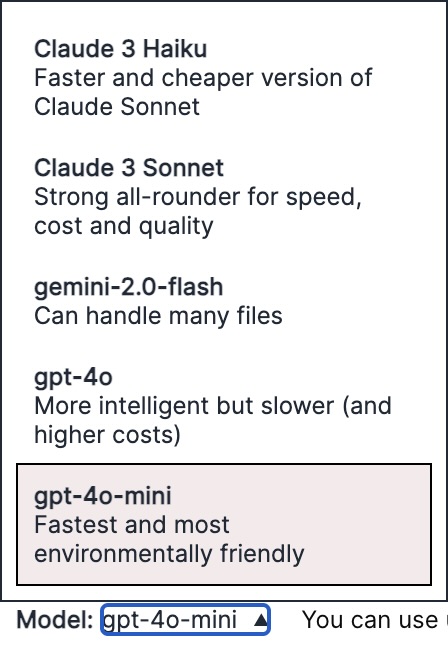 Claude 3 Haiku
Faster and cheaper version of
Claude Sonnet
Claude 3 Sonnet
Strong all-rounder for speed,
cost and quality
gemini-2.0-flash
Can handle many files
gpt-4o
More intelligent but slower (and
higher costs)
gpt-4o-mini
Fastest and most
environmentally friendly
Model: gpt-4o-mini ▲ You can use